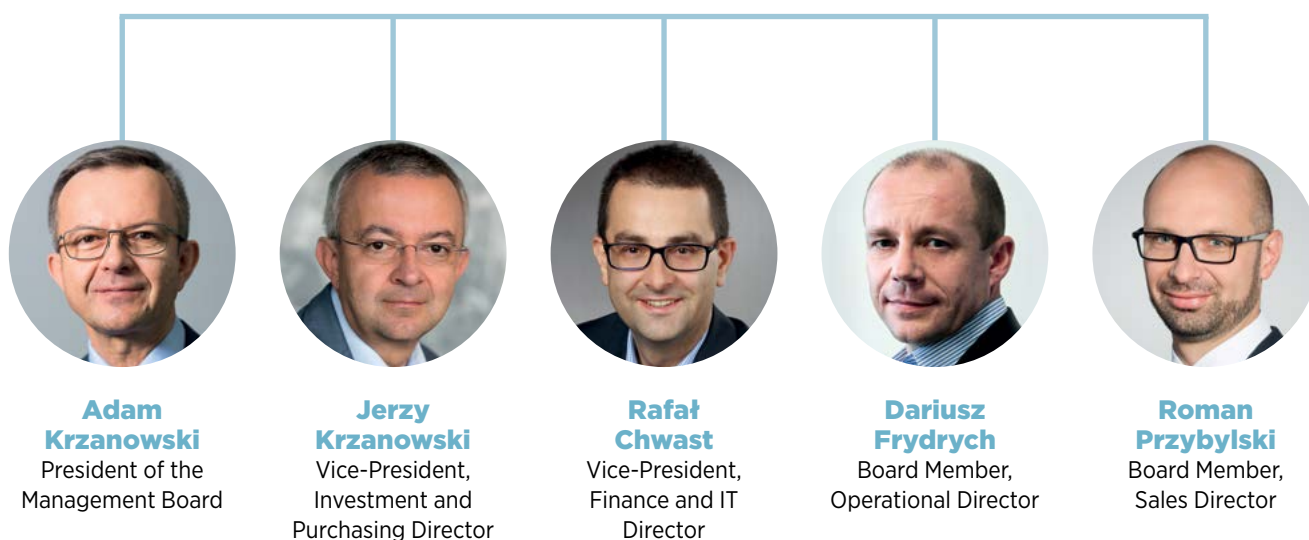 Adam
Krzanowski
President of the
Management Board
Jerzy
Krzanowski
Vice-President,
Investment and
Purchasing Director
Rafał
Chwast
Vice-President,
Finance and IT
Director
Dariusz
Frydrych
Board Member,
Operational Director
Roman
Przybylski
Board Member,
Sales Director